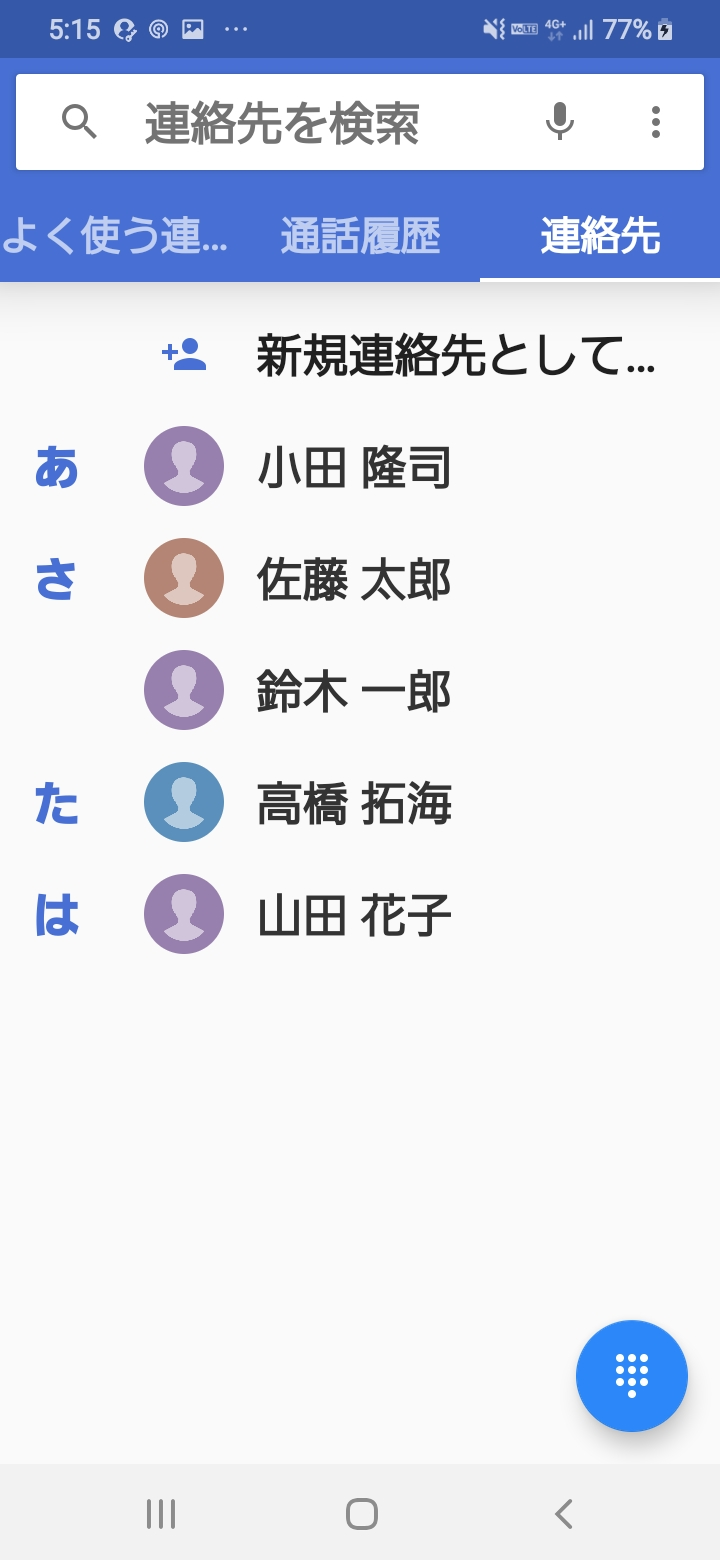 5:15
VoLTE 4G+ 77%
連絡先を検索
よく使う連...
通話履歴
連絡先
新規連絡先として...
あ 小田 隆司
さ 佐藤 太郎
鈴木 一郎
た 高橋 拓海
は 山田 花子